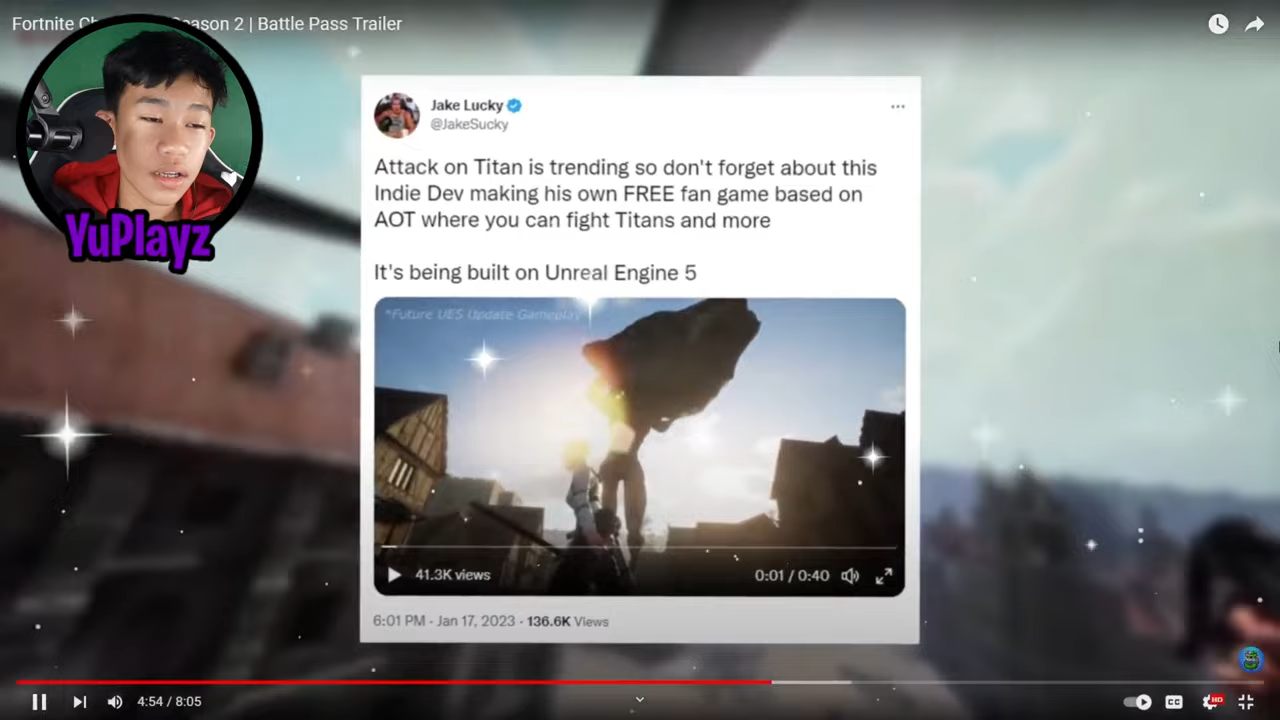 Fortnite Ch Season 2 | Battle Pass Trailer
YuPlayz
Jake Lucky
@JakeSucky
Attack on Titan is trending so don't forget about this
Indie Dev making his own FREE fan game based on
AOT where you can fight Titans and more
It's being built on Unreal Engine 5
*Future UE5 Update Gameplay
41.3K views
0:01 / 0:40
6:01 PM · Jan 17, 2023 · 136.6K Views
4:54 / 8:05
CC
HD